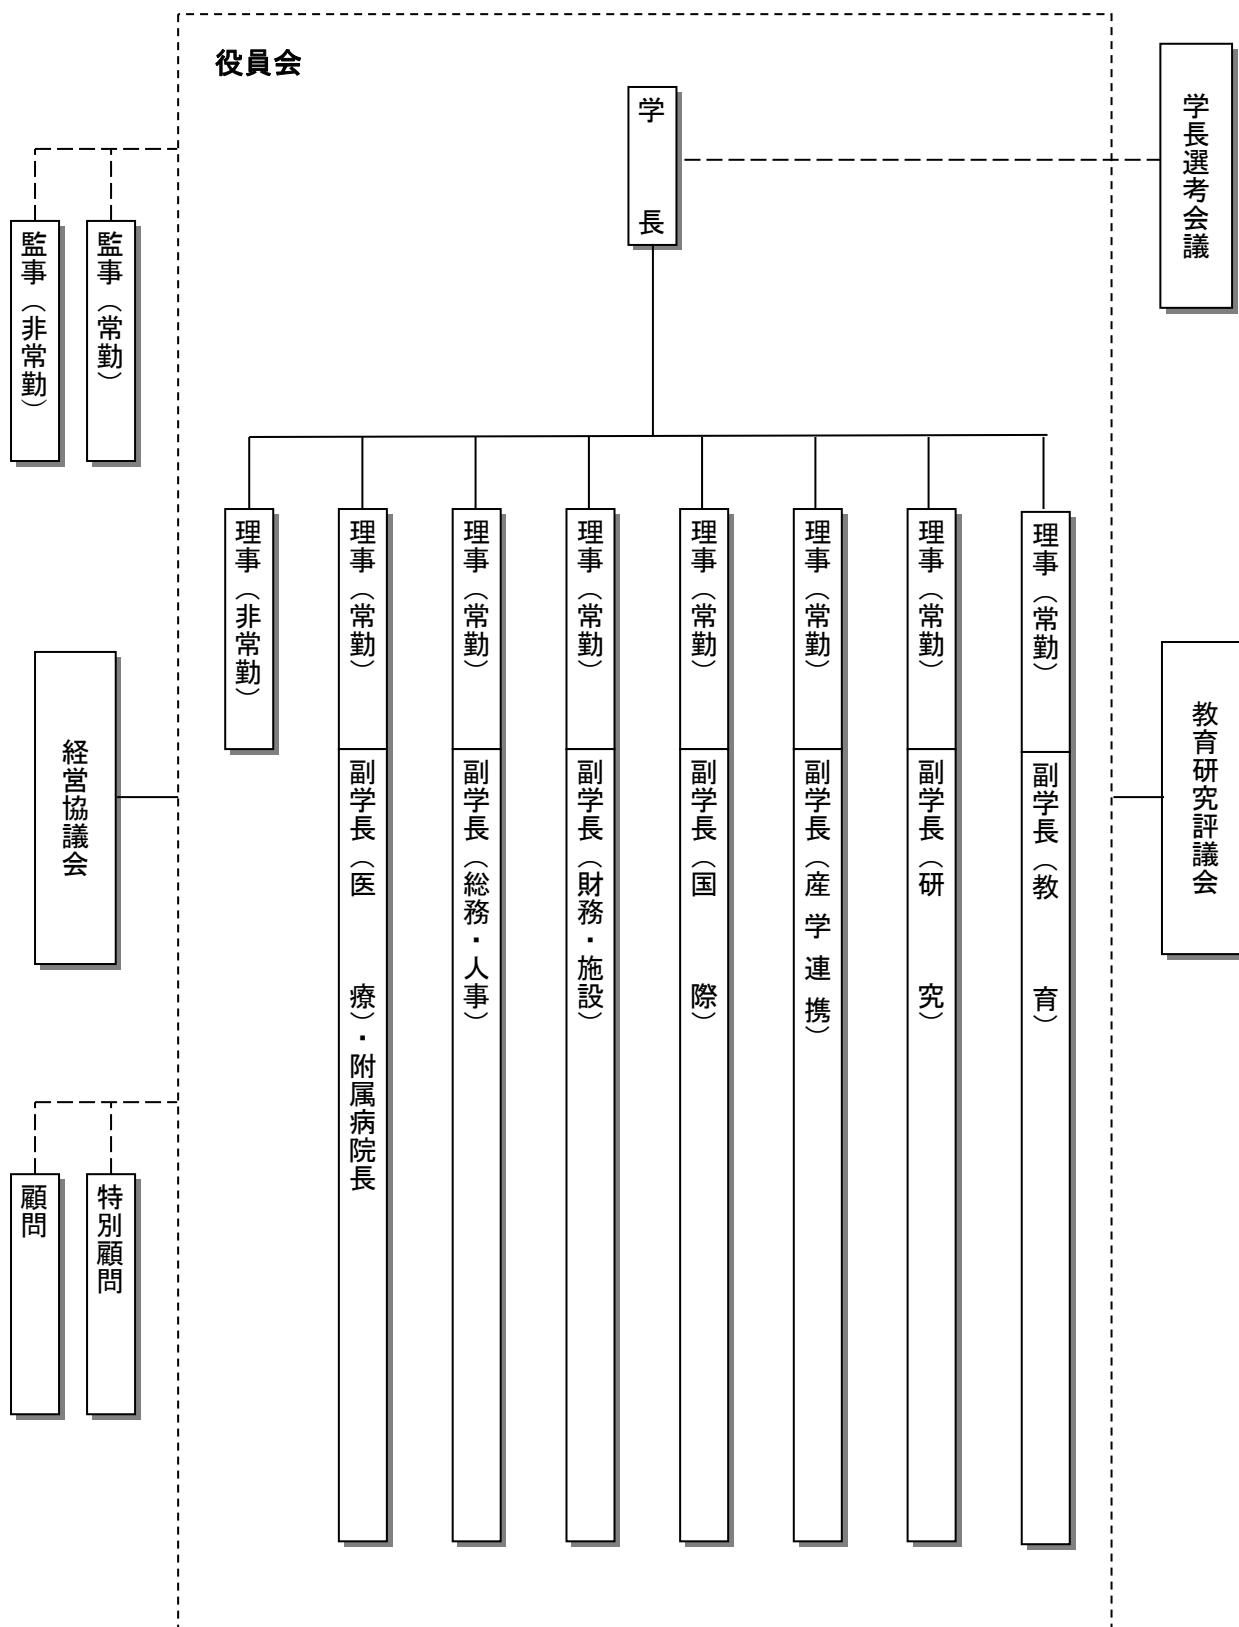 役員会
学長
学長選考会議
監事（常勤）
監事（非常勤）
理事（常勤）
副学長（教育）
理事（常勤）
副学長（研究）
理事（常勤）
副学長（産学連携）
理事（常勤）
副学長（国際）
理事（常勤）
副学長（財務・施設）
理事（常勤）
副学長（総務・人事）
理事（常勤）
副学長（医療）・附属病院長
理事（非常勤）
教育研究評議会
経営協議会
特別顧問
顧問